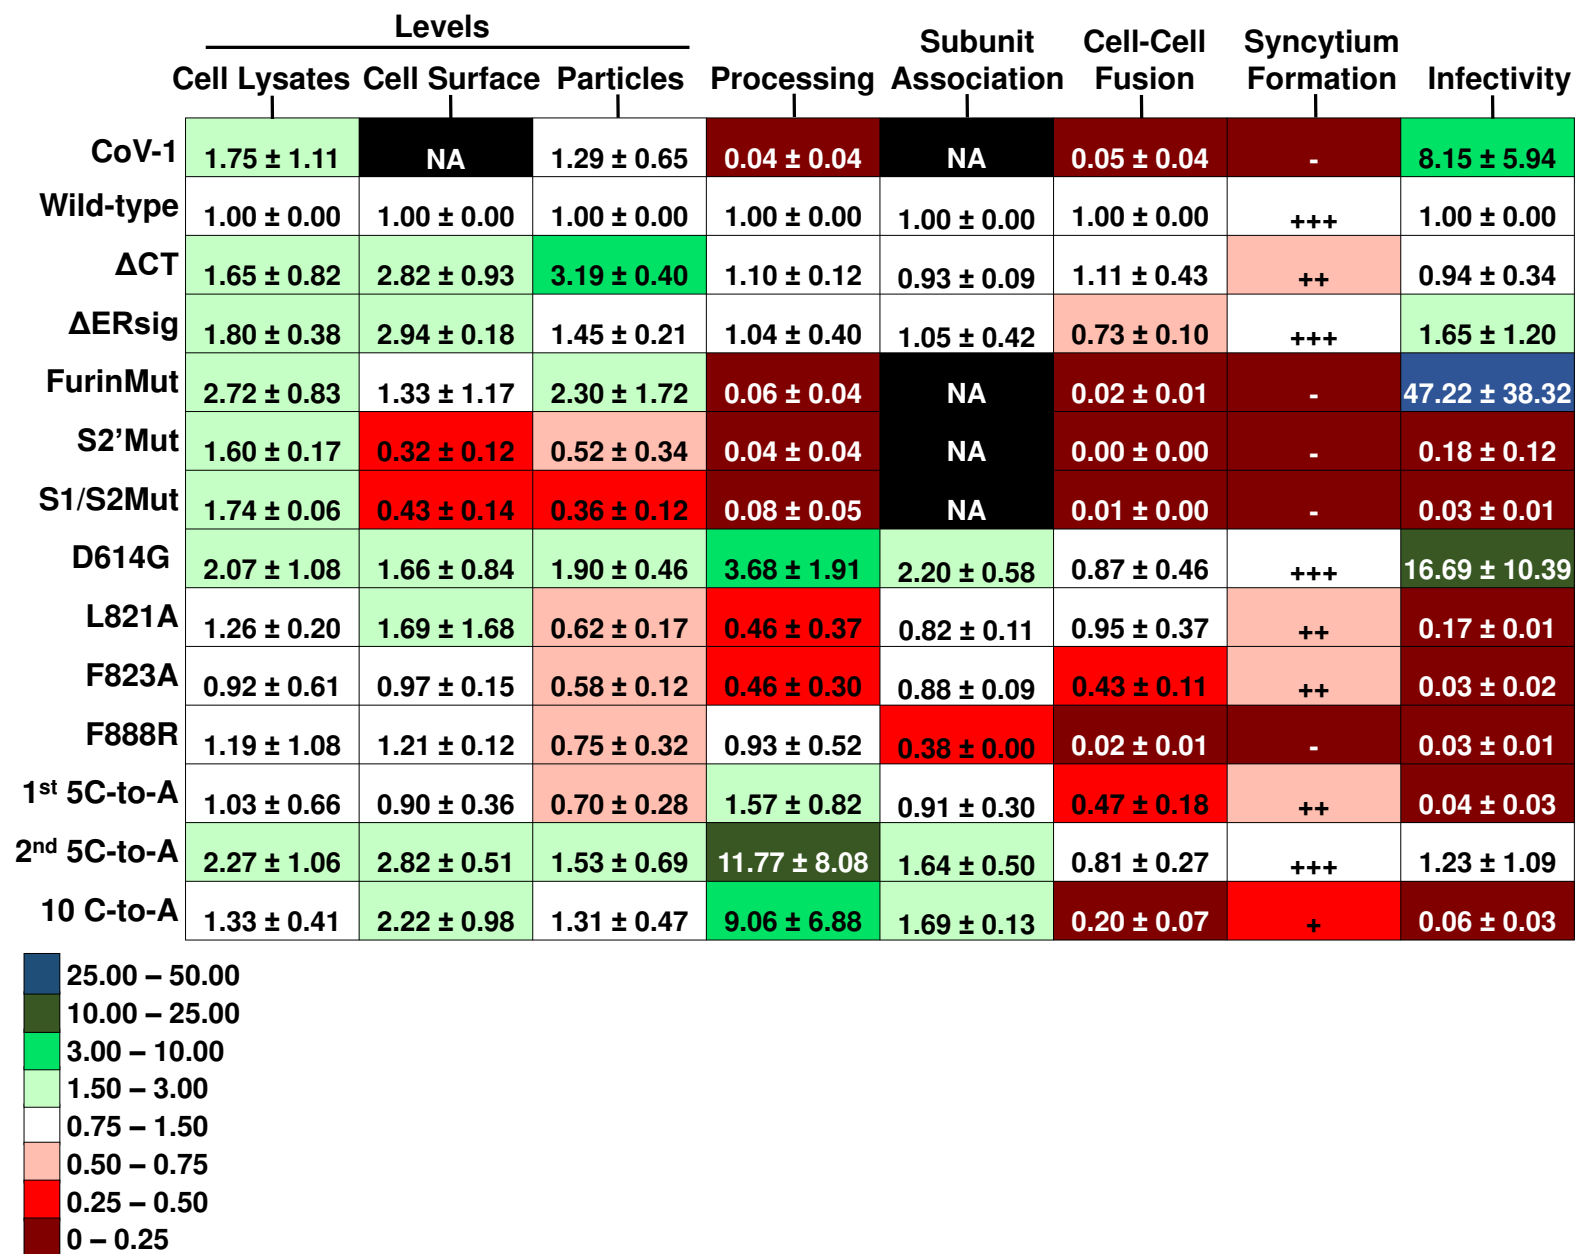 Levels
Subunit Cell-Cell Syncytium
Cell Lysates Cell Surface Particles Processing Association Fusion Formation Infectivity
CoV-1 1.75 ± 1.11 NA 1.29 ± 0.65 0.04 ± 0.04 NA 0.05 ± 0.04 - 8.15 ± 5.94
Wild-type 1.00 ± 0.00 1.00 ± 0.00 1.00 ± 0.00 1.00 ± 0.00 1.00 ± 0.00 1.00 ± 0.00 +++ 1.00 ± 0.00
ΔCT 1.65 ± 0.82 2.82 ± 0.93 3.19 ± 0.40 1.10 ± 0.12 0.93 ± 0.09 1.11 ± 0.43 ++ 0.94 ± 0.34
ΔERsig 1.80 ± 0.38 2.94 ± 0.18 1.45 ± 0.21 1.04 ± 0.40 1.05 ± 0.42 0.73 ± 0.10 +++ 1.65 ± 1.20
FurinMut 2.72 ± 0.83 1.33 ± 1.17 2.30 ± 1.72 0.06 ± 0.04 NA 0.02 ± 0.01 - 47.22 ± 38.32
S2’Mut 1.60 ± 0.17 0.32 ± 0.12 0.52 ± 0.34 0.04 ± 0.04 NA 0.00 ± 0.00 - 0.18 ± 0.12
S1/S2Mut 1.74 ± 0.06 0.43 ± 0.14 0.36 ± 0.12 0.08 ± 0.05 NA 0.01 ± 0.00 - 0.03 ± 0.01
D614G 2.07 ± 1.08 1.66 ± 0.84 1.90 ± 0.46 3.68 ± 1.91 2.20 ± 0.58 0.87 ± 0.46 +++ 16.69 ± 10.39
L821A 1.26 ± 0.20 1.69 ± 1.68 0.62 ± 0.17 0.46 ± 0.37 0.82 ± 0.11 0.95 ± 0.37 ++ 0.17 ± 0.01
F823A 0.92 ± 0.61 0.97 ± 0.15 0.58 ± 0.12 0.46 ± 0.30 0.88 ± 0.09 0.43 ± 0.11 ++ 0.03 ± 0.02
F888R 1.19 ± 1.08 1.21 ± 0.12 0.75 ± 0.32 0.93 ± 0.52 0.38 ± 0.00 0.02 ± 0.01 - 0.03 ± 0.01
1st 5C-to-A 1.03 ± 0.66 0.90 ± 0.36 0.70 ± 0.28 1.57 ± 0.82 0.91 ± 0.30 0.47 ± 0.18 ++ 0.04 ± 0.03
2nd 5C-to-A 2.27 ± 1.06 2.82 ± 0.51 1.53 ± 0.69 11.77 ± 8.08 1.64 ± 0.50 0.81 ± 0.27 +++ 1.23 ± 1.09
10 C-to-A 1.33 ± 0.41 2.22 ± 0.98 1.31 ± 0.47 9.06 ± 6.88 1.69 ± 0.13 0.20 ± 0.07 + 0.06 ± 0.03
25.00 – 50.00
10.00 – 25.00
3.00 – 10.00
1.50 – 3.00
0.75 – 1.50
0.50 – 0.75
0.25 – 0.50
0 – 0.25